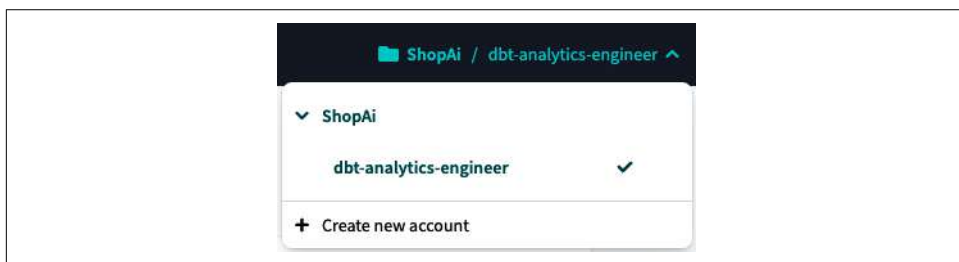 ShopAi / dbt-analytics-engineer
ShopAi
dbt-analytics-engineer
Create new account